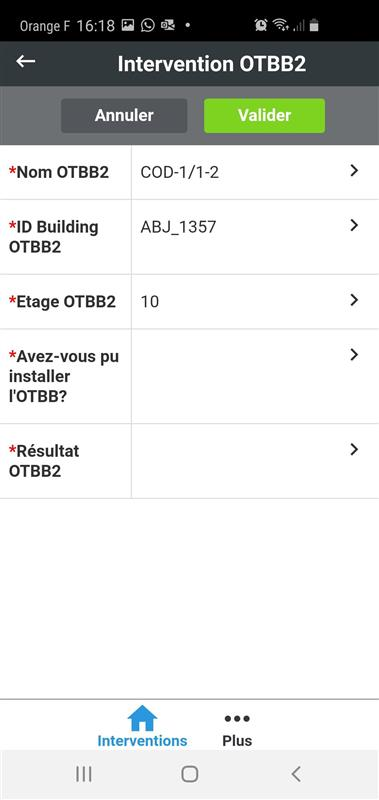 Orange F 16:18
Intervention OTBB2
Annuler Valider
*Nom OTBB2 COD-1/1-2
*ID Building ABJ_1357
OTBB2
*Etage OTBB2 10
*Avez-vous pu
installer
l'OTBB?
*Résultat
OTBB2
Interventions Plus